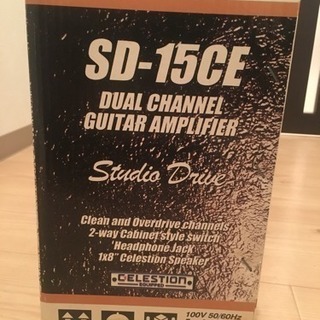 SD-15CE
DUAL CHANNEL
GUITAR AMPLIFIER
Studio Drive
Clean and Overdrive channels
2-way Cabinet style Switch
'Headphone Jack'
1x8" Celestion Speaker
CELESTION
EQUIPPED
100V 50/60Hz